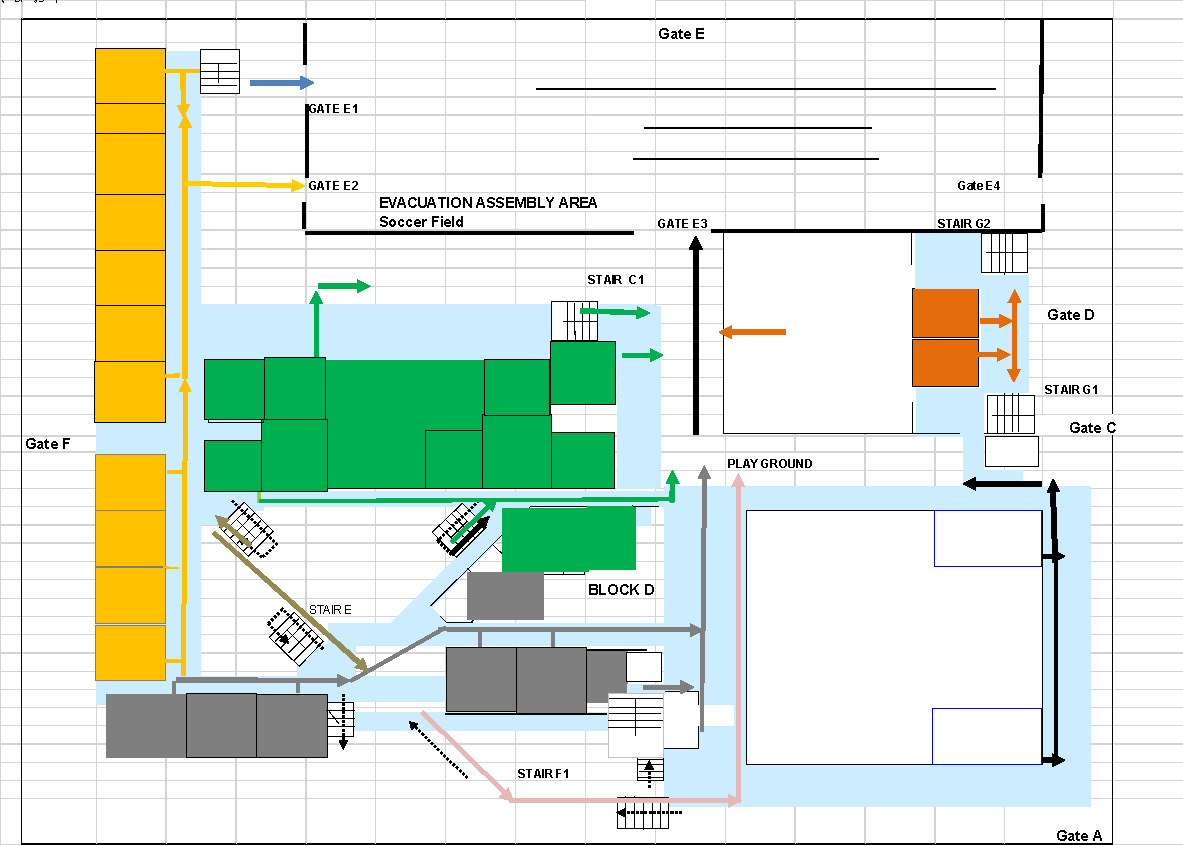 Gate E
GATE E1
GATE E2
Gate E4
EVACUATION ASSEMBLY AREA
Soccer Field
GATE E3
STAIR G2
STAIR C1
Gate D
STAIR G1
Gate C
Gate F
PLAY GROUND
BLOCK D
STAIR E
STAIR F1
Gate A